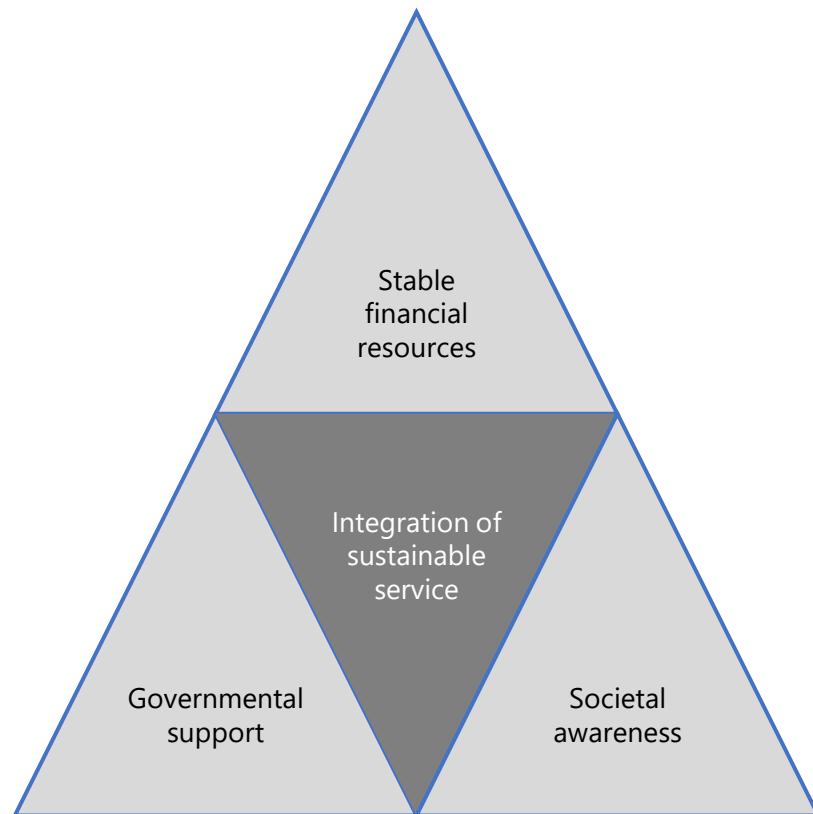 Stable
financial
resources
Integration of
sustainable
service
Governmental
support
Societal
awareness